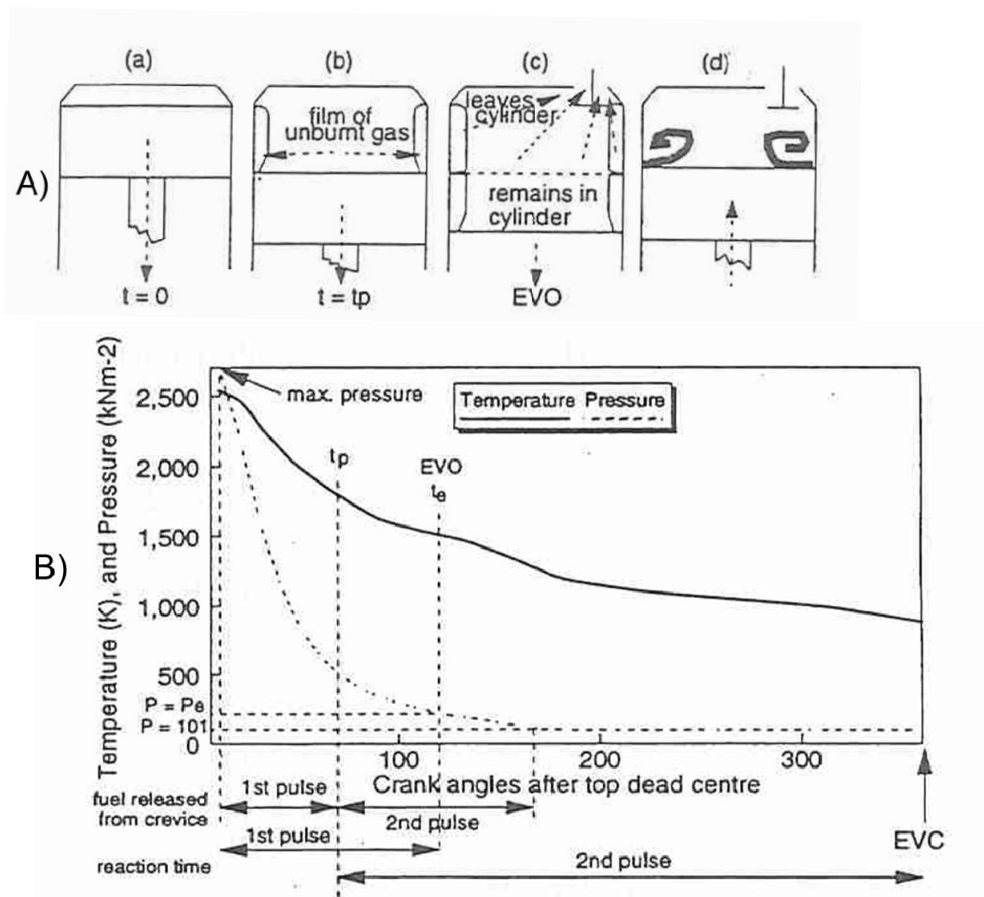 A)
(a)
(b)
(c)
(d)
film of
unburnt gas
leaves
cylinder
remains in
cylinder
t = 0
t = tp
EVO
B)
Temperature (K), and Pressure (kNm-2)
2,500
2,000
1,500
1,000
500
P = Pe
P = 101
0
max. pressure
Temperature Pressure
tp
EVO
te
100
200
300
Crank angles after top dead centre
fuel released
from crevice
1st pulse
2nd pulse
reaction time
1st pulse
2nd pulse
EVC